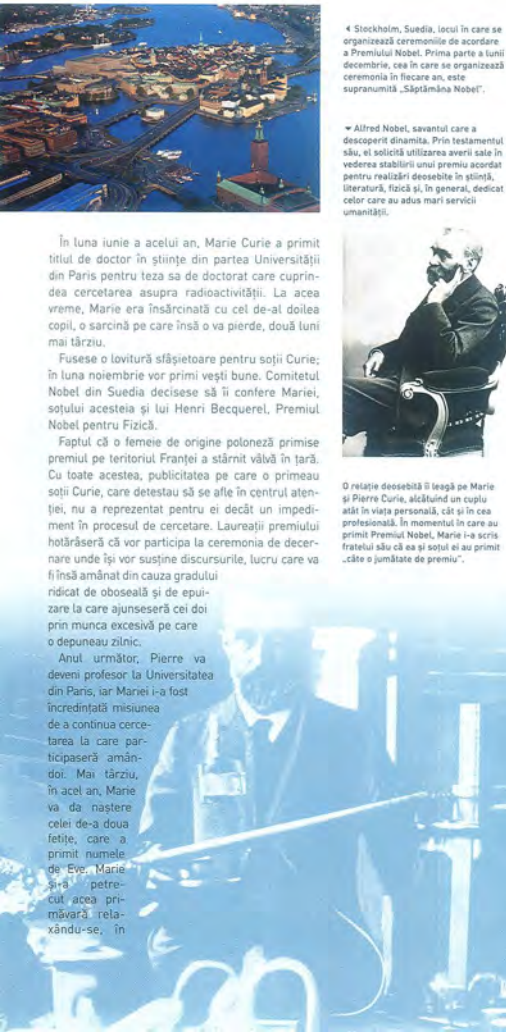 ◄ Stockholm, Suedia, locul în care se
organizează ceremoniile de acordare
a Premiului Nobel. Prima parte a lunii
decembrie, cea în care se organizează
ceremonia în fiecare an, este
supranumită „Săptămâna Nobel”.
▼ Alfred Nobel, savantul care a
descoperit dinamita. Prin testamentul
său, el solicită utilizarea averii sale în
vederea stabilirii unui premiu acordat
pentru realizări deosebite în știință,
literatură, fizică și, în general, dedicat
celor care au adus mari servicii
umanității.
În luna iunie a acelui an, Marie Curie a primit
titlul de doctor în științe din partea Universității
din Paris pentru teza sa de doctorat care cuprin-
dea cercetarea asupra radioactivității. La acea
vreme, Marie era însărcinată cu cel de-al doilea
copil, o sarcină pe care însă o va pierde, două luni
mai târziu.
Fusese o lovitură sfâșietoare pentru soții Curie;
în luna noiembrie vor primi vești bune. Comitetul
Nobel din Suedia decisese să îi confere Mariei,
soțului acesteia și lui Henri Becquerel, Premiul
Nobel pentru Fizică.
Faptul că o femeie de origine poloneză primise
premiul pe teritoriul Franței a stârnit vâlvă în țară.
Cu toate acestea, publicitatea pe care o primeau
soții Curie, care detestau să se afle în centrul aten-
ției, nu a reprezentat pentru ei decât un impedi-
ment în procesul de cercetare. Laureații premiului
hotărâseră că vor participa la ceremonia de decer-
nare unde își vor susține discursurile, lucru care va
fi însă amânat din cauza gradului
ridicat de oboseală și de epui-
zare la care ajunseseră cei doi
prin munca excesivă pe care
o depuneau zilnic.
Anul următor, Pierre va
deveni profesor la Universitatea
din Paris, iar Mariei i-a fost
încredințată misiunea
de a continua cerce-
tarea la care par-
ticipaseră amân-
doi. Mai târziu,
în acel an, Marie
va da naștere
celei de-a doua
fetițe, care a
primit numele
de Eve. Marie
și-a petre-
cut acea pri-
măvară rela-
xându-se, în
O relație deosebită îi leagă pe Marie
și Pierre Curie, alcătuind un cuplu
atât în viața personală, cât și în cea
profesională. În momentul în care au
primit Premiul Nobel, Marie i-a scris
fratelui său că ea și soțul ei au primit
„câte o jumătate de premiu”.